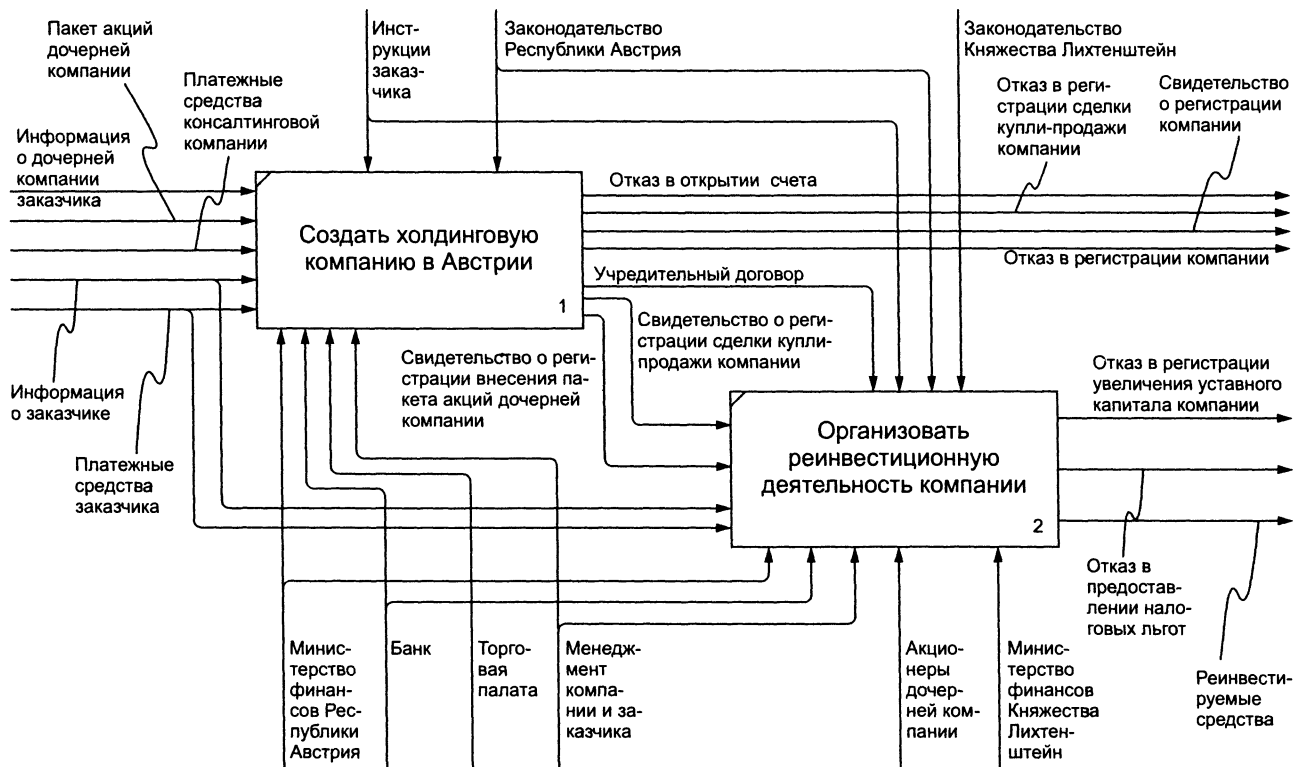 Пакет акций
дочерней
компании
Платежные
средства
консалтинговой
компании
Информация
о дочерней
компании
заказчика
Инст-
рукции
заказ-
чика
Законодательство
Республики Австрия
Законодательство
Княжества Лихтенштейн
Отказ в реги-
страции сделки
купли-продажи
компании
Свидетельство
о регистрации
компании
Создать холдинговую
компанию в Австрии
1
Отказ в открытии счета
Отказ в регистрации компании
Учредительный договор
Свидетельство о реги-
страции сделки купли-
продажи компании
Свидетельство о реги-
страции внесения па-
кета акций дочерней
компании
Информация
о заказчике
Платежные
средства
заказчика
Организовать
реинвестиционную
деятельность компании
2
Отказ в регистрации
увеличения уставного
капитала компании
Отказ в
предостав-
лении нало-
говых льгот
Реинвести-
руемые
средства
Минис-
терство
финан-
сов Рес-
публики
Австрия
Банк
Торго-
вая
палата
Менедж-
мент
компа-
нии и за-
казчика
Акцио-
неры
дочер-
ней ком-
пании
Минис-
терство
финансов
Княжества
Лихтен-
штейн